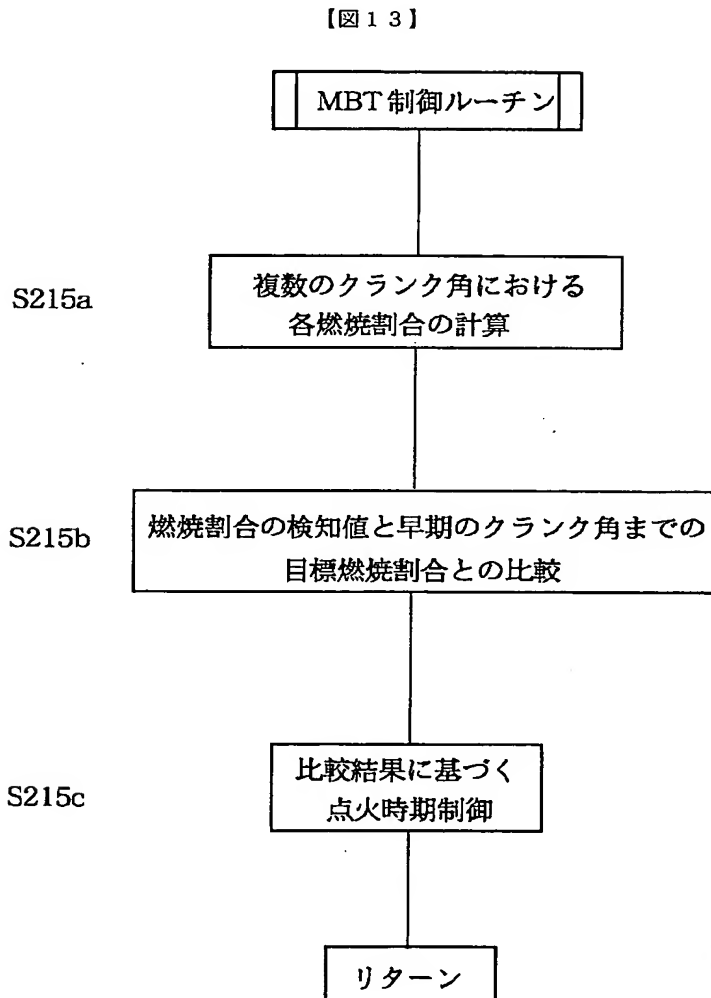 【図１３】
MBT 制御ルーチン
S215a
複数のクランク角における
各燃焼割合の計算
S215b
燃焼割合の検知値と早期のクランク角までの
目標燃焼割合との比較
S215c
比較結果に基づく
点火時期制御
リターン